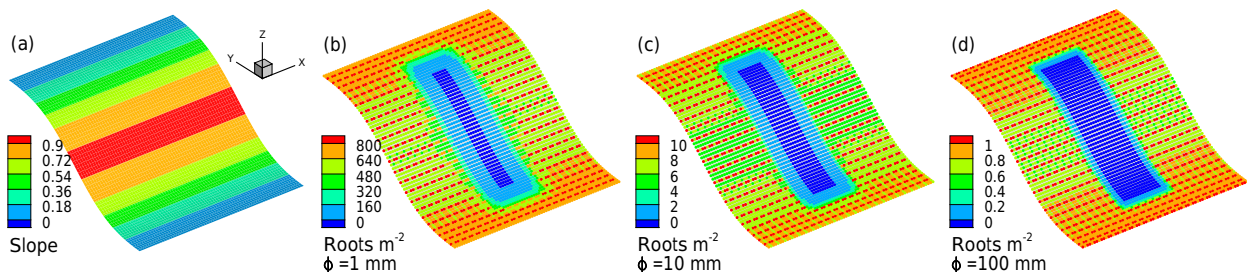 (a)
Z
Y
X
0.9
0.72
0.54
0.36
0.18
0
Slope
(b)
800
640
480
320
160
0
Roots m⁻²
ϕ =1 mm
(c)
10
8
6
4
2
0
Roots m⁻²
ϕ =10 mm
(d)
1
0.8
0.6
0.4
0.2
0
Roots m⁻²
ϕ =100 mm